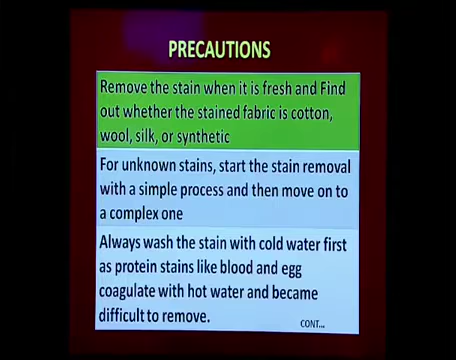 PRECAUTIONS
Remove the stain when it is fresh and Find
out whether the stained fabric is cotton,
wool, silk, or synthetic
For unknown stains, start the stain removal
with a simple process and then move on to
a complex one
Always wash the stain with cold water first
as protein stains like blood and egg
coagulate with hot water and became
difficult to remove.
CONT...